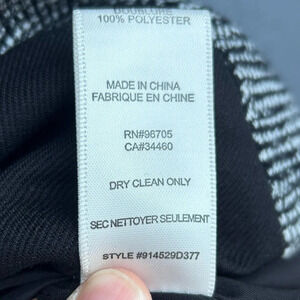 DOUBLURE
100% POLYESTER
MADE IN CHINA
FABRIQUE EN CHINE
RN#96705
CA#34460
DRY CLEAN ONLY
SEC NETTOYER SEULEMENT
STYLE #914529D377